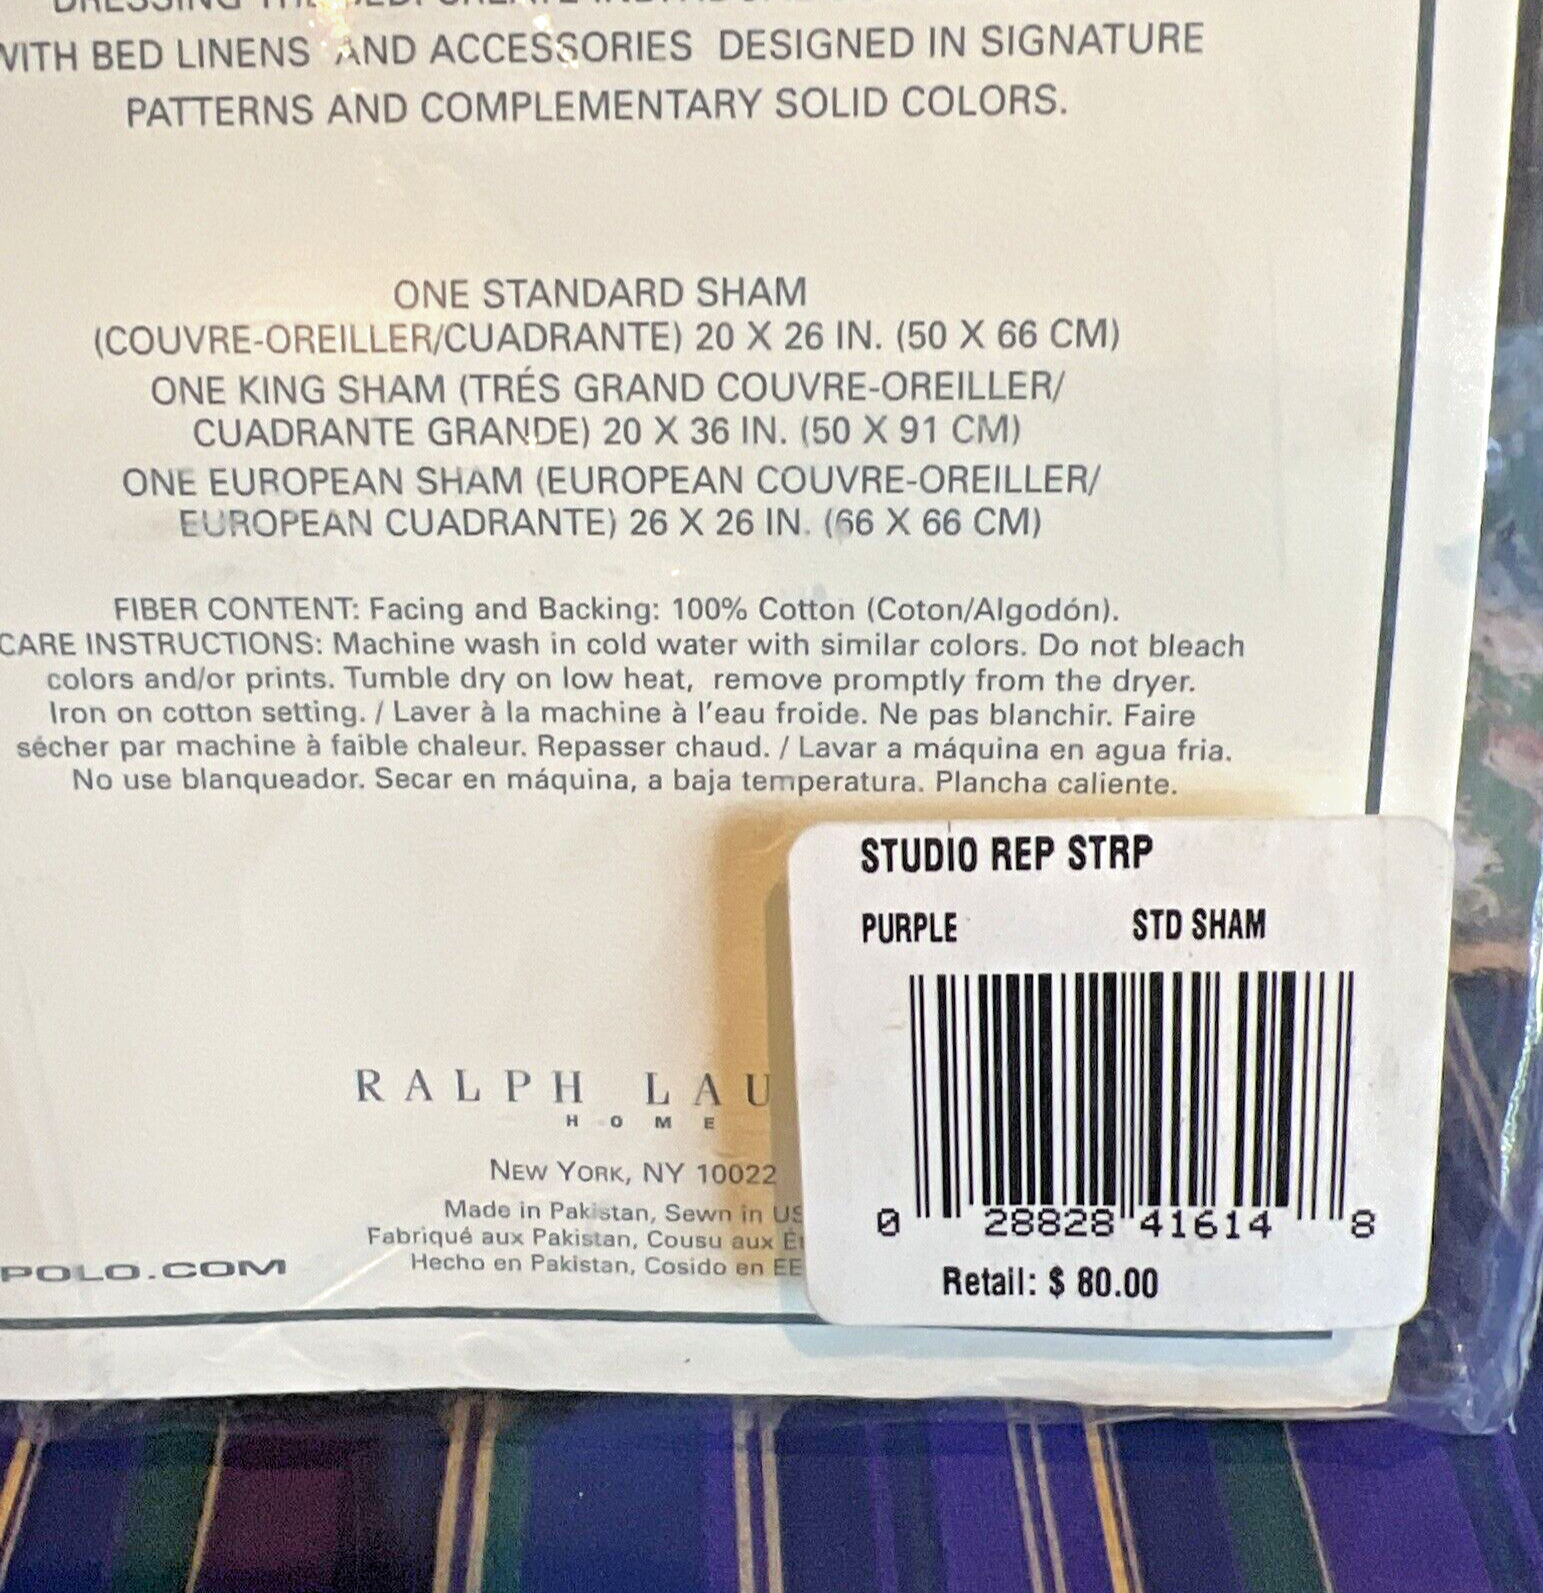 WITH BED LINENS AND ACCESSORIES DESIGNED IN SIGNATURE
PATTERNS AND COMPLEMENTARY SOLID COLORS.
ONE STANDARD SHAM
(COUVRE-OREILLER/CUADRANTE) 20 X 26 IN. (50 X 66 CM)
ONE KING SHAM (TRÉS GRAND COUVRE-OREILLER/
CUADRANTE GRANDE) 20 X 36 IN. (50 X 91 CM)
ONE EUROPEAN SHAM (EUROPEAN COUVRE-OREILLER/
EUROPEAN CUADRANTE) 26 X 26 IN. (66 X 66 CM)
FIBER CONTENT: Facing and Backing: 100% Cotton (Coton/Algodón).
CARE INSTRUCTIONS: Machine wash in cold water with similar colors. Do not bleach
colors and/or prints. Tumble dry on low heat, remove promptly from the dryer.
Iron on cotton setting. / Laver à la machine à l'eau froide. Ne pas blanchir. Faire
sécher par machine à faible chaleur. Repasser chaud. / Lavar a máquina en agua fria.
No use blanqueador. Secar en máquina, a baja temperatura. Plancha caliente.
RALPH LAU
HOME
NEW YORK, NY 10022
Made in Pakistan, Sewn in US
Fabriqué aux Pakistan, Cousu aux
Hecho en Pakistan, Cosido en EE
POLO.COM
STUDIO REP STRP
PURPLE STD SHAM
0 28828 41614 8
Retail: $ 80.00